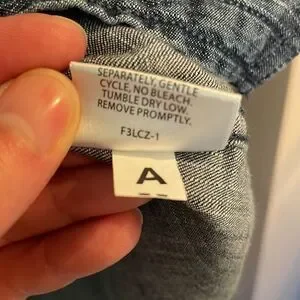 SEPARATELY, GENTLE
CYCLE, NO BLEACH.
TUMBLE DRY LOW.
REMOVE PROMPTLY.
F3LCZ-1
A